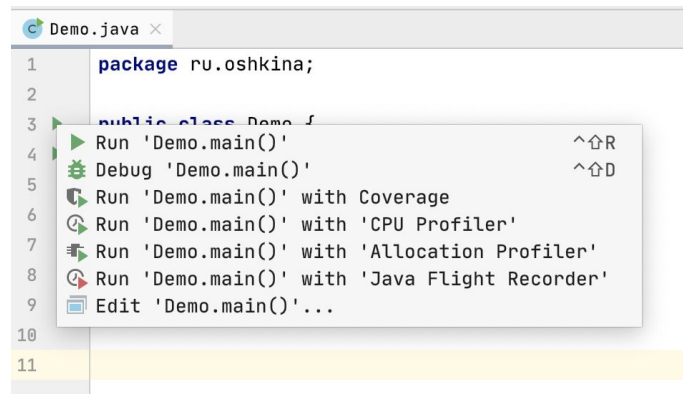 Demo.java
1 package ru.oshkina;
2
3 public class Demo {
4 Run 'Demo.main()' ^⇧R
Debug 'Demo.main()' ^⇧D
5 Run 'Demo.main()' with Coverage
6 Run 'Demo.main()' with 'CPU Profiler'
7 Run 'Demo.main()' with 'Allocation Profiler'
8 Run 'Demo.main()' with 'Java Flight Recorder'
9 Edit 'Demo.main()'...
10
11